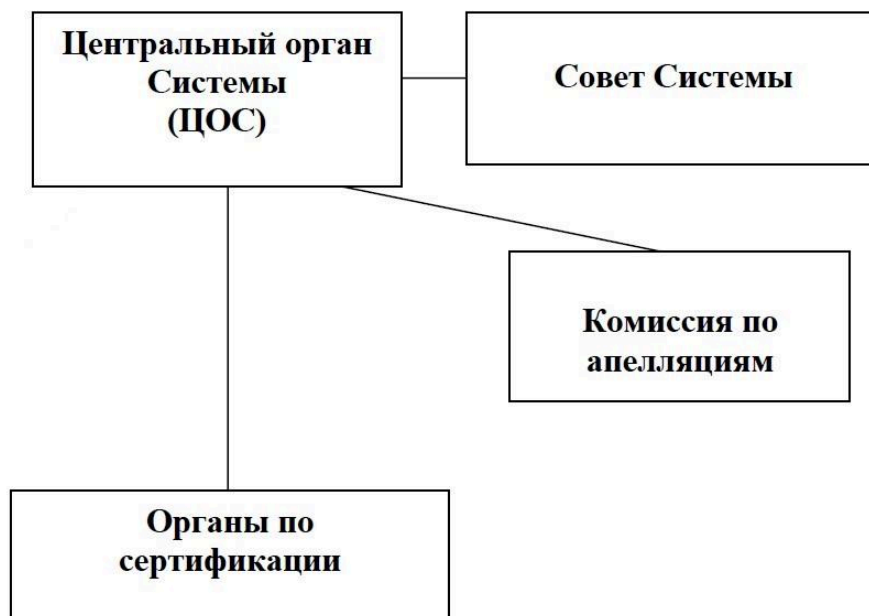 Центральный орган
Системы
(ЦОС)
Совет Системы
Комиссия по
апелляциям
Органы по
сертификации